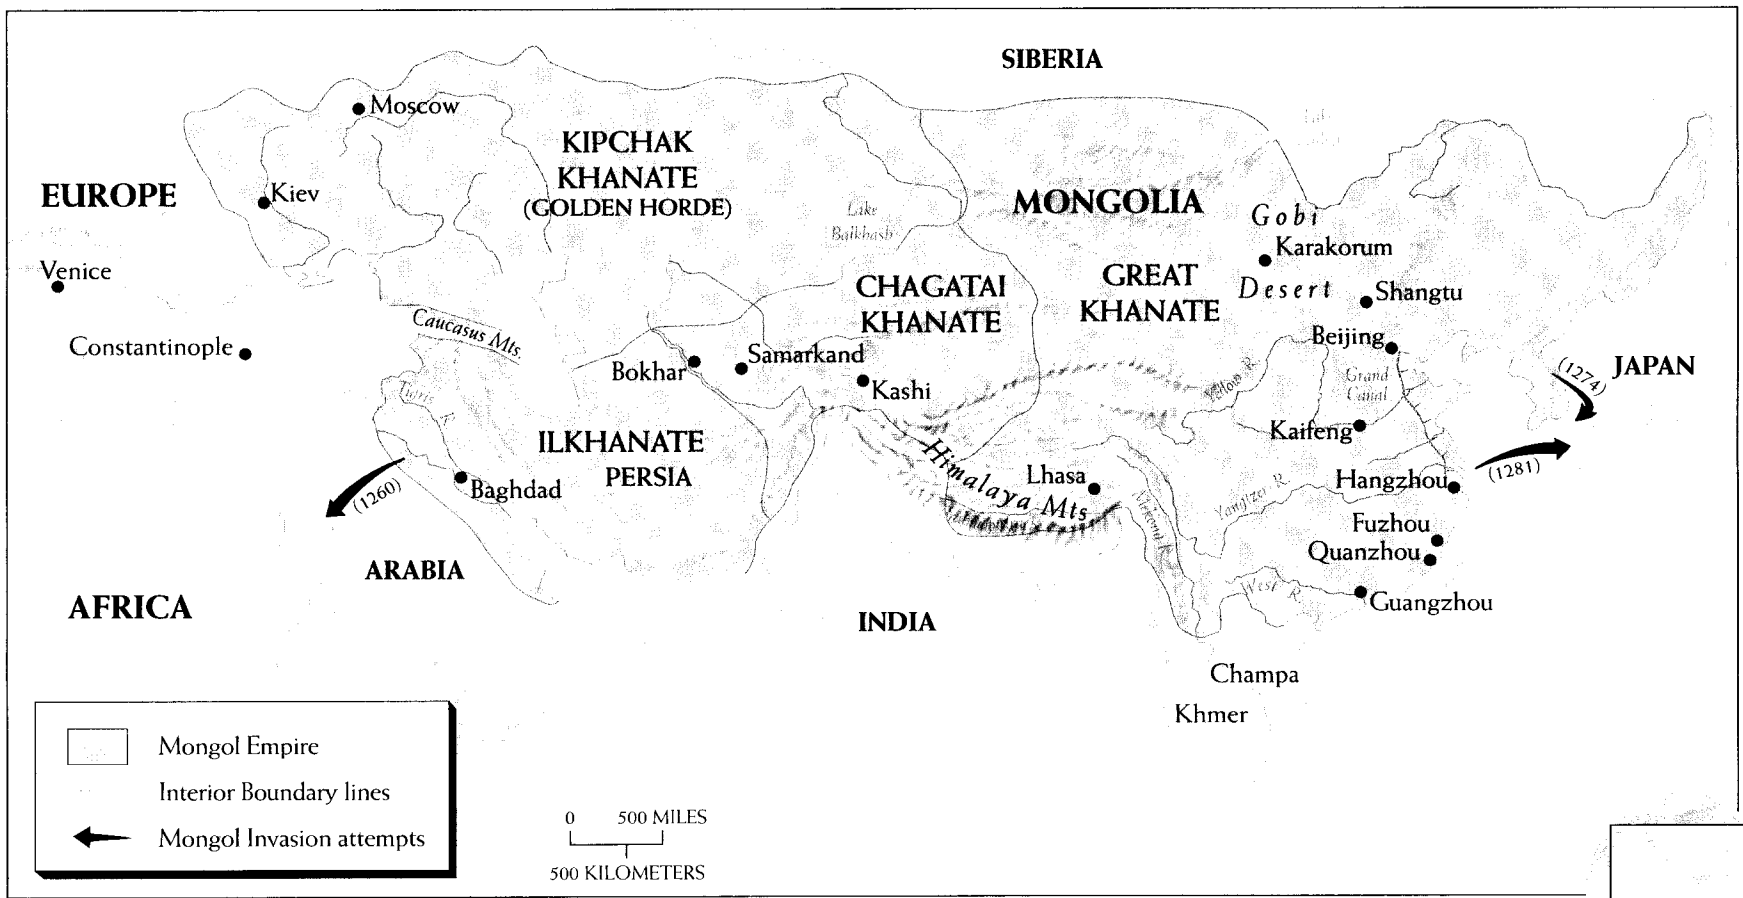 SIBERIA
Moscow
KIPCHAK
KHANATE
(GOLDEN HORDE)
EUROPE
Kiev
MONGOLIA
Lake
Balkhash
Gobi
Karakorum
Desert
Venice
CHAGATAI
KHANATE
GREAT
KHANATE
Shangtu
Beijing
Caucasus Mts.
Constantinople
Bokhar
Samarkand
Kashi
Yellow R.
Grand
Canal
(1274)
JAPAN
Tigris R.
ILKHANATE
PERSIA
Kaifeng
Himalaya Mts
Lhasa
Hangzhou
(1281)
(1260)
Baghdad
Mekong R.
Yangtze R.
Fuzhou
Quanzhou
ARABIA
West R.
Guangzhou
AFRICA
INDIA
Champa
Khmer
Mongol Empire
Interior Boundary lines
Mongol Invasion attempts
0 500 MILES
500 KILOMETERS